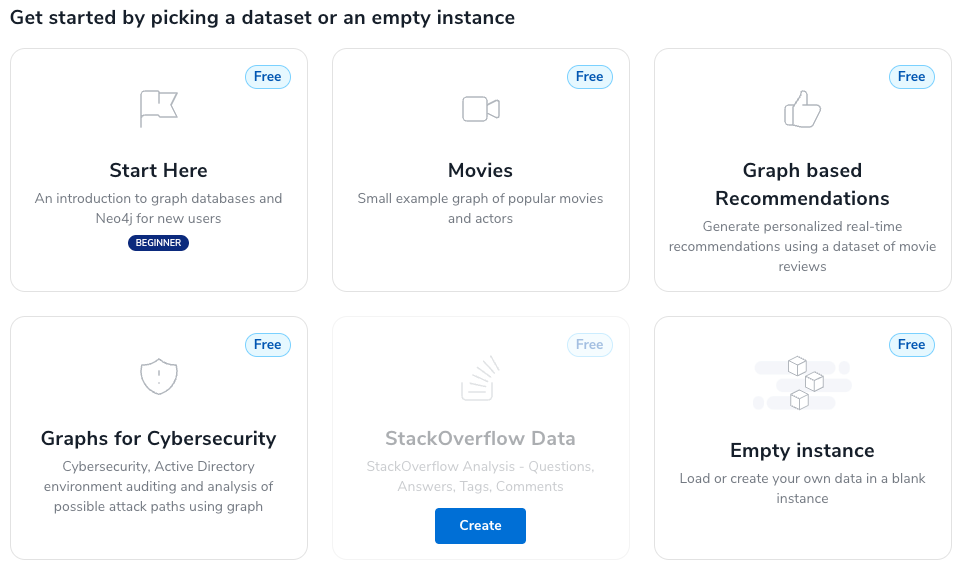 Get started by picking a dataset or an empty instance
Free
Start Here
An introduction to graph databases and
Neo4j for new users
BEGINNER
Free
Movies
Small example graph of popular movies
and actors
Free
Graph based
Recommendations
Generate personalized real-time
recommendations using a dataset of movie
reviews
Free
Graphs for Cybersecurity
Cybersecurity, Active Directory
environment auditing and analysis of
possible attack paths using graph
Free
StackOverflow Data
StackOverflow Analysis - Questions,
Answers, Tags, Comments
Create
Free
Empty instance
Load or create your own data in a blank
instance